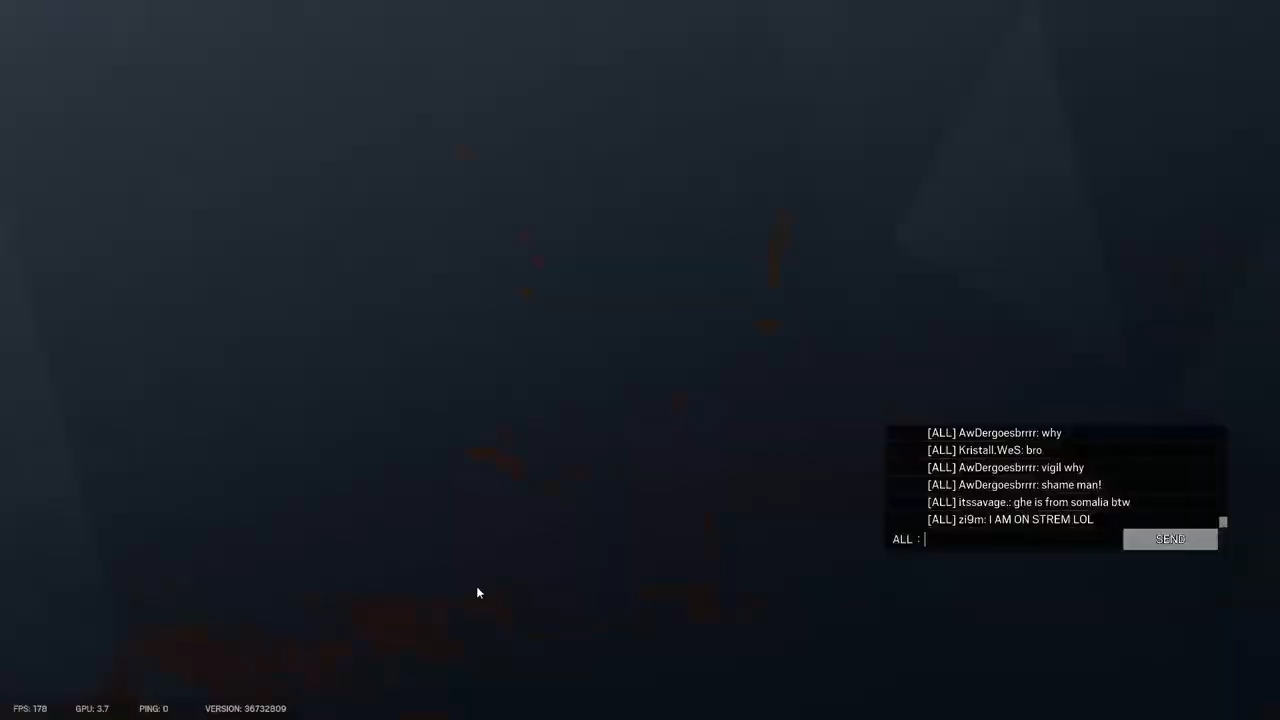 [ALL] AwDergoesbrrrr: why
[ALL] Kristall.WeS: bro
[ALL] AwDergoesbrrrr: vigil why
[ALL] AwDergoesbrrrr: shame man!
[ALL] itssavage.: ghe is from somalia btw
[ALL] zi9m: I AM ON STREM LOL
ALL : SEND
FPS: 178 GPU: 3.7 PING: 0 VERSION: 36732809